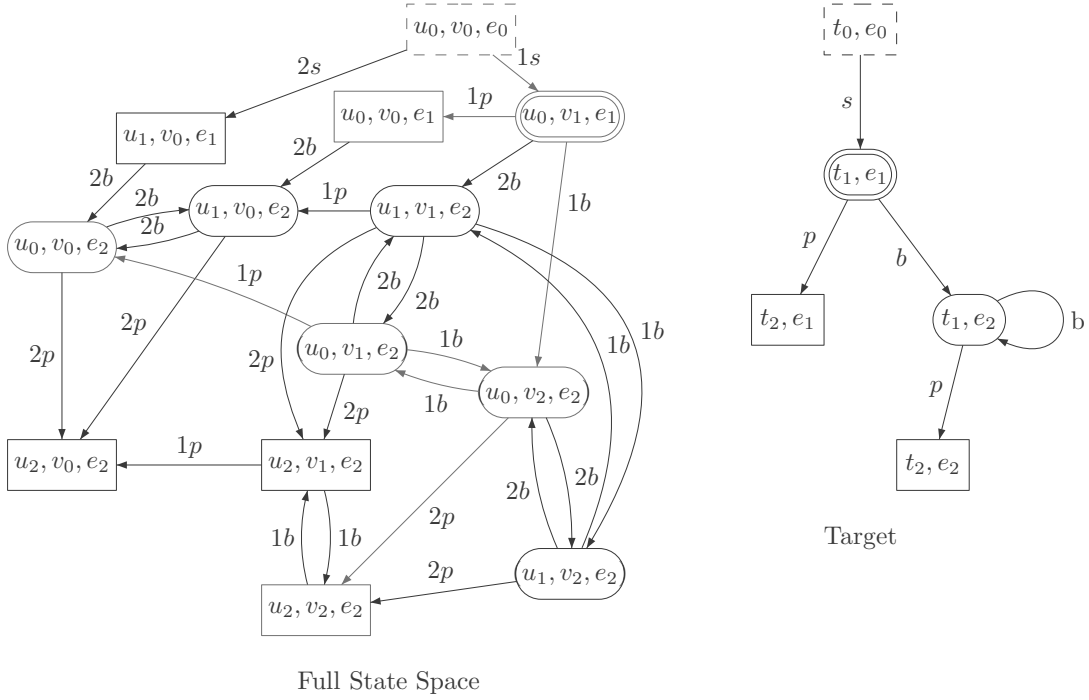 u₀, v₀, e₀
t₀, e₀
2s
1s
s
u₁, v₀, e₁
u₀, v₀, e₁
1p
u₀, v₁, e₁
2b
2b
2b
1b
t₁, e₁
2b
2b
u₀, v₀, e₂
u₁, v₀, e₂
1p
u₁, v₁, e₂
p
b
1p
2b
2b
2p
2p
2p
u₀, v₁, e₂
1b
1b
1b
1b
t₂, e₁
t₁, e₂
b
u₀, v₂, e₂
2p
p
u₂, v₀, e₂
1p
u₂, v₁, e₂
2b
2b
t₂, e₂
1b
1b
2p
2p
u₁, v₂, e₂
u₂, v₂, e₂
Target
Full State Space